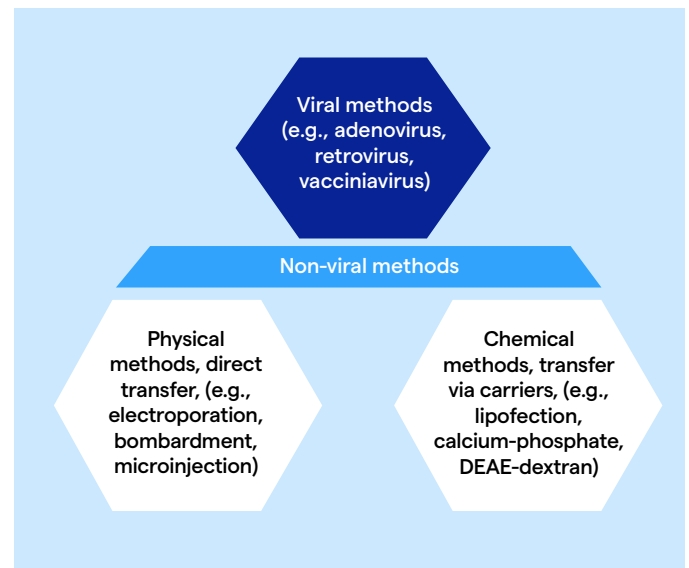 Viral methods
(e.g., adenovirus,
retrovirus,
vacciniavirus)
Non-viral methods
Physical
methods, direct
transfer, (e.g.,
electroporation,
bombardment,
microinjection)
Chemical
methods, transfer
via carriers, (e.g.,
lipofection,
calcium-phosphate,
DEAE-dextran)